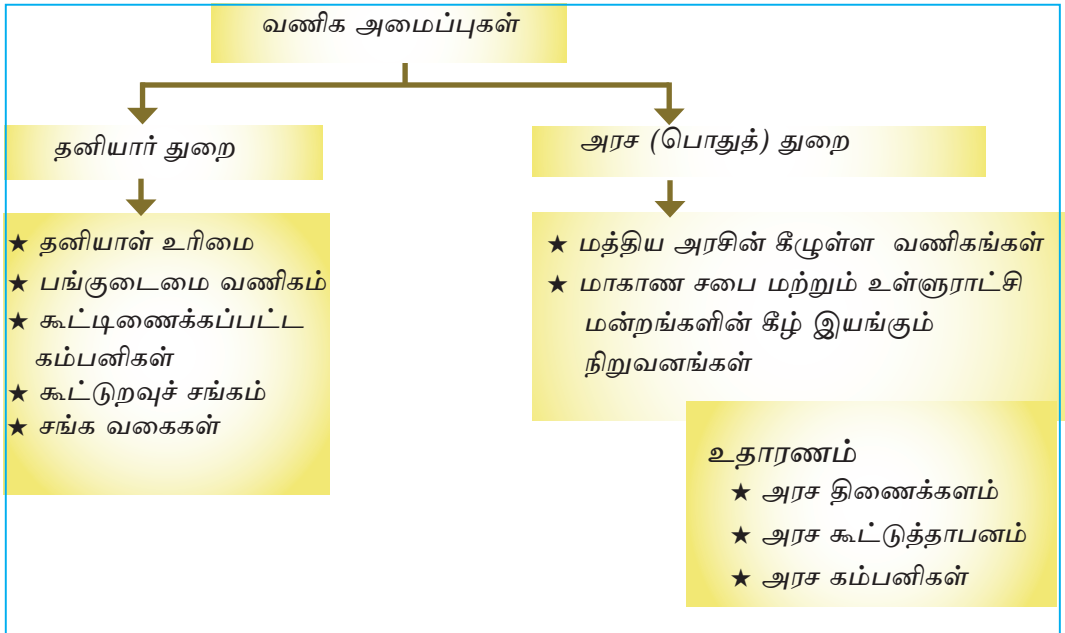 வணிக அமைப்புகள்
தனியார் துறை
★ தனியாள் உரிமை
★ பங்குடைமை வணிகம்
★ கூட்டிணைக்கப்பட்ட
கம்பனிகள்
★ கூட்டுறவுச் சங்கம்
★ சங்க வகைகள்
அரச (பொதுத்) துறை
★ மத்திய அரசின் கீழுள்ள வணிகங்கள்
★ மாகாண சபை மற்றும் உள்ளுராட்சி
மன்றங்களின் கீழ் இயங்கும்
நிறுவனங்கள்
உதாரணம்
★ அரச திணைக்களம்
★ அரச கூட்டுத்தாபனம்
★ அரச கம்பனிகள்